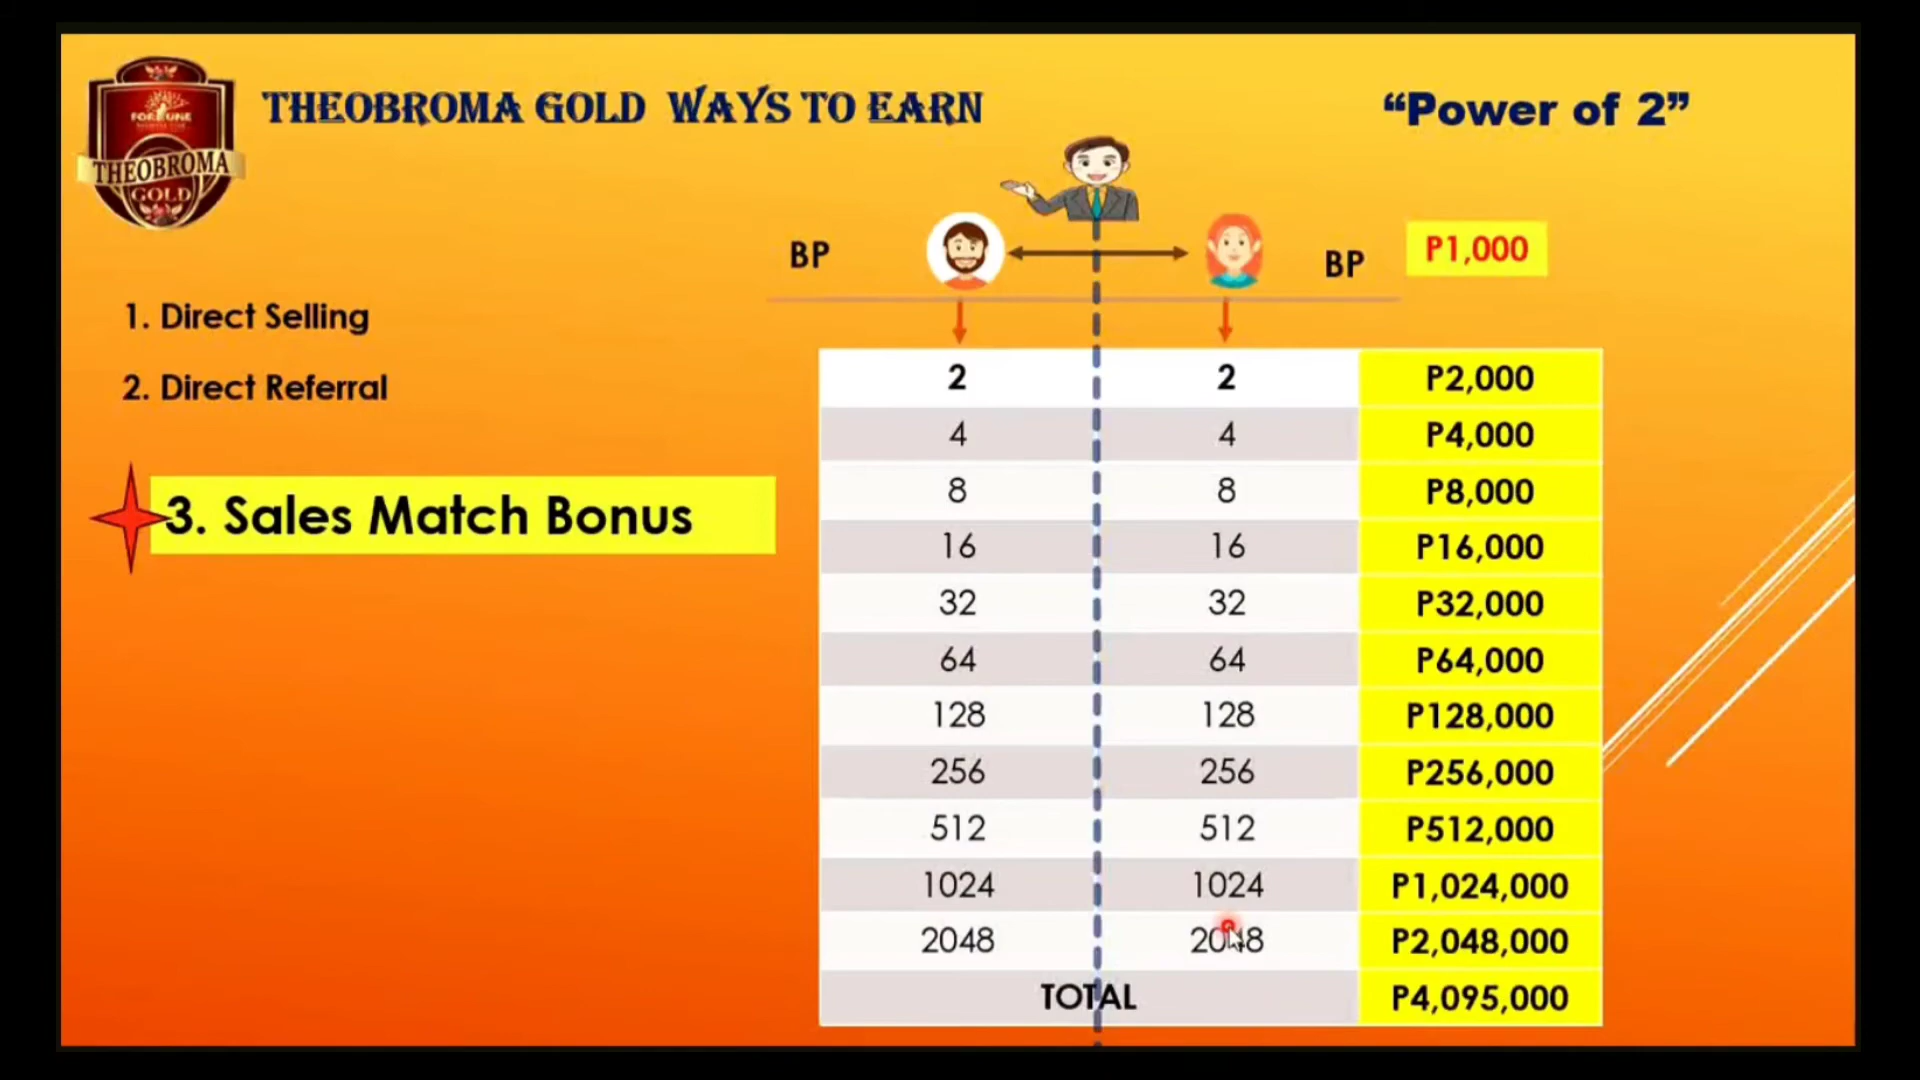 FORTUNE
THEOBROMA
GOLD
THEOBROMA GOLD WAYS TO EARN
“Power of 2”
BP
BP
P1,000
1. Direct Selling
2. Direct Referral
3. Sales Match Bonus
2 2 P2,000
4 4 P4,000
8 8 P8,000
16 16 P16,000
32 32 P32,000
64 64 P64,000
128 128 P128,000
256 256 P256,000
512 512 P512,000
1024 1024 P1,024,000
2048 2048 P2,048,000
TOTAL P4,095,000